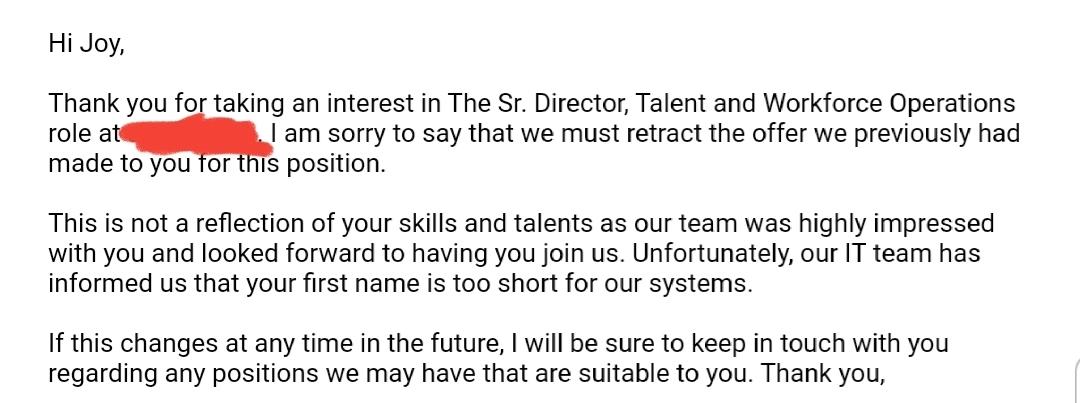 Hi Joy,
Thank you for taking an interest in The Sr. Director, Talent and Workforce Operations
role at . I am sorry to say that we must retract the offer we previously had
made to you for this position.
This is not a reflection of your skills and talents as our team was highly impressed
with you and looked forward to having you join us. Unfortunately, our IT team has
informed us that your first name is too short for our systems.
If this changes at any time in the future, I will be sure to keep in touch with you
regarding any positions we may have that are suitable to you. Thank you,